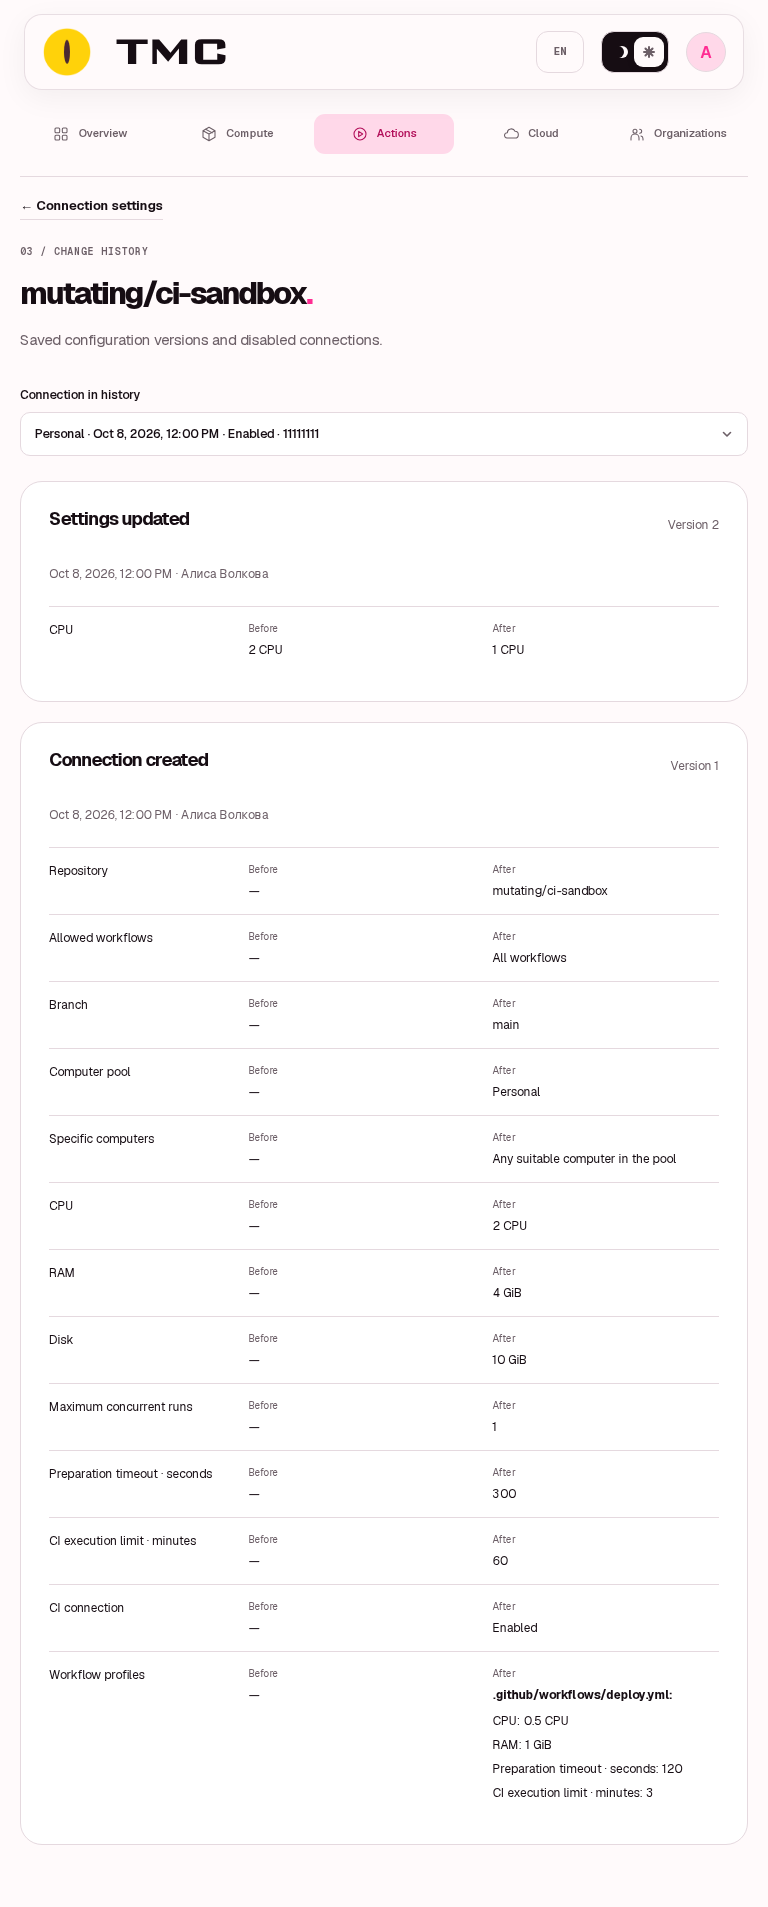 TMC
EN
A
Overview
Compute
Actions
Cloud
Organizations
← Connection settings
03 / CHANGE HISTORY
mutating/ci-sandbox.
Saved configuration versions and disabled connections.
Connection in history
Personal · Oct 8, 2026, 12:00 PM · Enabled · 11111111
Settings updated
Version 2
Oct 8, 2026, 12:00 PM · Алиса Волкова
CPU
Before
2 CPU
After
1 CPU
Connection created
Version 1
Oct 8, 2026, 12:00 PM · Алиса Волкова
Repository
Before
—
After
mutating/ci-sandbox
Allowed workflows
Before
—
After
All workflows
Branch
Before
—
After
main
Computer pool
Before
—
After
Personal
Specific computers
Before
—
After
Any suitable computer in the pool
CPU
Before
—
After
2 CPU
RAM
Before
—
After
4 GiB
Disk
Before
—
After
10 GiB
Maximum concurrent runs
Before
—
After
1
Preparation timeout · seconds
Before
—
After
300
CI execution limit · minutes
Before
—
After
60
CI connection
Before
—
After
Enabled
Workflow profiles
Before
—
After
.github/workflows/deploy.yml:
CPU: 0.5 CPU
RAM: 1 GiB
Preparation timeout · seconds: 120
CI execution limit · minutes: 3